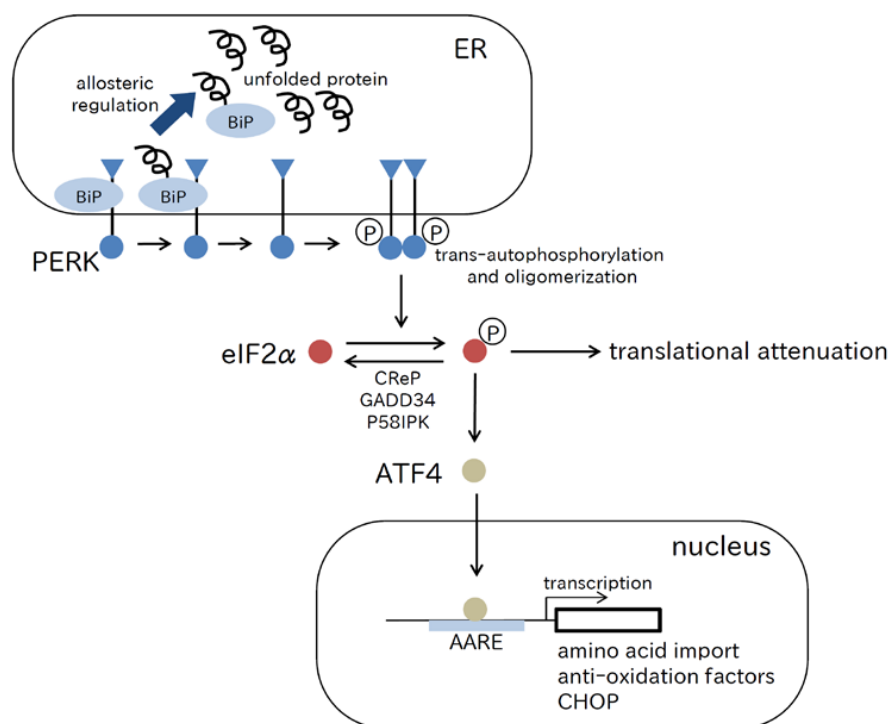 ER
allosteric
regulation
unfolded protein
BiP
BiP
BiP
PERK
P
P
trans-autophosphorylation
and oligomerization
eIF2α
P
translational attenuation
CReP
GADD34
P58IPK
ATF4
nucleus
transcription
AARE
amino acid import
anti-oxidation factors
CHOP